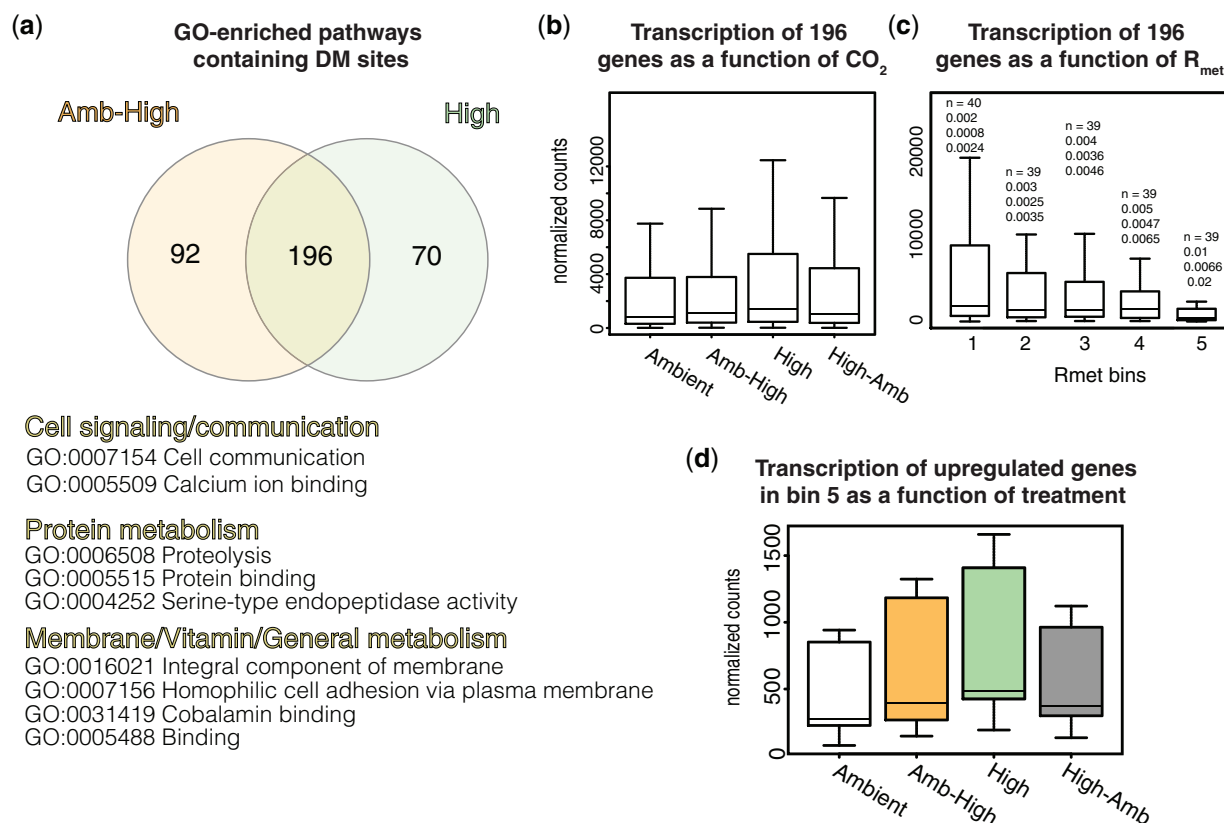 (a)
GO-enriched pathways
containing DM sites
Amb-High
High
92
196
70
Cell signaling/communication
GO:0007154 Cell communication
GO:0005509 Calcium ion binding
Protein metabolism
GO:0006508 Proteolysis
GO:0005515 Protein binding
GO:0004252 Serine-type endopeptidase activity
Membrane/Vitamin/General metabolism
GO:0016021 Integral component of membrane
GO:0007156 Homophilic cell adhesion via plasma membrane
GO:0031419 Cobalamin binding
GO:0005488 Binding
(b)
Transcription of 196
genes as a function of CO₂
normalized counts
12000
8000
4000
0
Ambient
Amb-High
High
High-Amb
(c)
Transcription of 196
genes as a function of Rmet
20000
10000
0
n = 40
0.002
0.0008
0.0024
n = 39
0.003
0.0025
0.0035
n = 39
0.004
0.0036
0.0046
n = 39
0.005
0.0047
0.0065
n = 39
0.01
0.0066
0.02
1 2 3 4 5
Rmet bins
(d)
Transcription of upregulated genes
in bin 5 as a function of treatment
normalized counts
1500
1000
500
0
Ambient
Amb-High
High
High-Amb